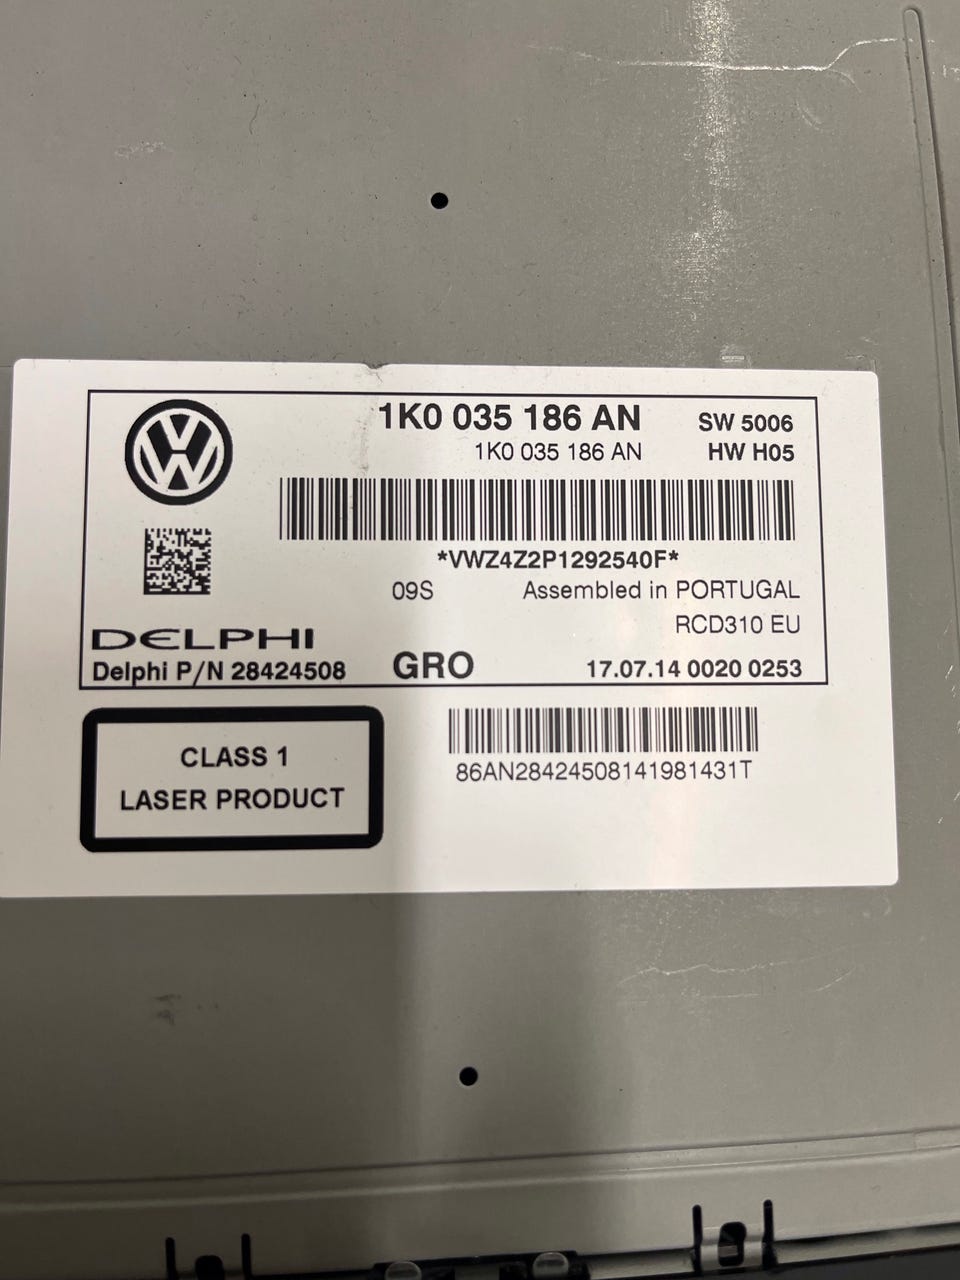 1K0 035 186 AN SW 5006
1K0 035 186 AN HW H05
*VWZ4Z2P1292540F*
09S Assembled in PORTUGAL
RCD310 EU
DELPHI
Delphi P/N 28424508 GRO 17.07.14 0020 0253
CLASS 1
LASER PRODUCT
86AN28424508141981431T